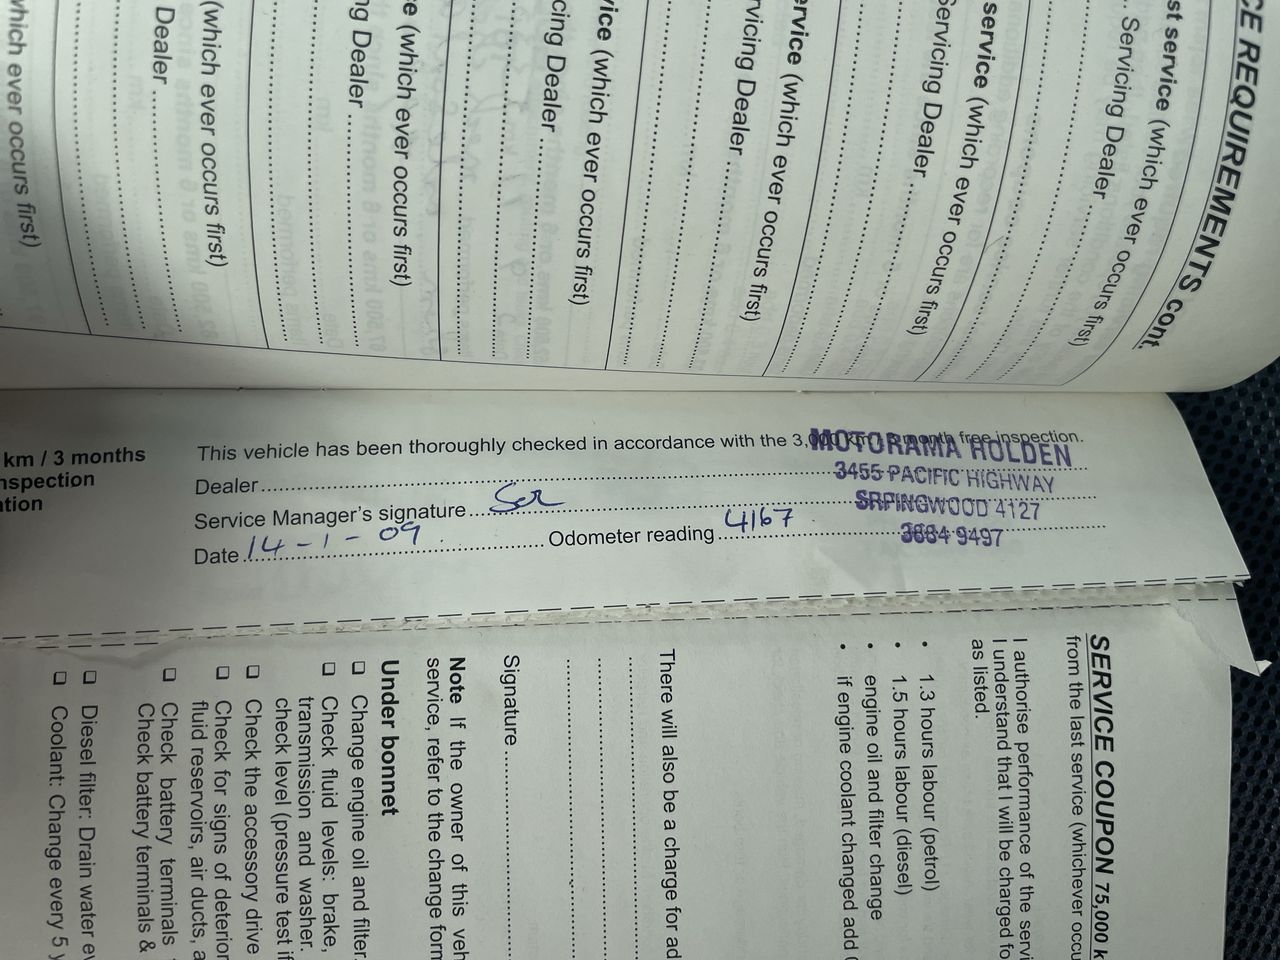 CE REQUIREMENTS cont.
st service (which ever occurs first)
Servicing Dealer
service (which ever occurs first)
Servicing Dealer
ervice (which ever occurs first)
rvicing Dealer
vice (which ever occurs first)
cing Dealer
e (which ever occurs first)
ng Dealer
(which ever occurs first)
Dealer
which ever occurs first)
km / 3 months
nspection
ation
This vehicle has been thoroughly checked in accordance with the 3,000 km / 3 month free inspection.
Dealer
Service Manager's signature
Date 14-1-09 Odometer reading 4167
MOTORAMA HOLDEN
3455 PACIFIC HIGHWAY
SRPINGWOOD 4127
3884 9497
SERVICE COUPON 75,000 k
from the last service (whichever occu
I authorise performance of the servi
I understand that I will be charged fo
as listed.
• 1.3 hours labour (petrol)
• 1.5 hours labour (diesel)
• engine oil and filter change
• if engine coolant changed add (
There will also be a charge for ad
Signature
Note If the owner of this veh
service, refer to the change form
Under bonnet
❑ Change engine oil and filter.
❑ Check fluid levels: brake,
transmission and washer.
check level (pressure test if
❑ Check the accessory drive
❑ Check for signs of deterior
fluid reservoirs, air ducts, a
❑ Check battery terminals
Check battery terminals &
❑ Diesel filter: Drain water ev
❑ Coolant: Change every 5 y